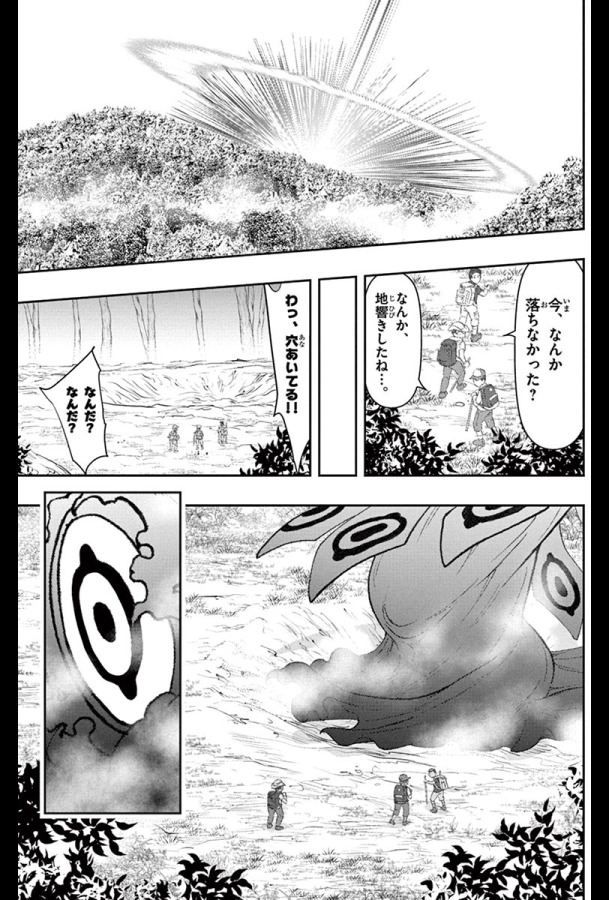 今、なんか
落ちなかった？
なんか、
地響きしたね…。
わっ、穴あいてる!!
なんだ？
なんだ？